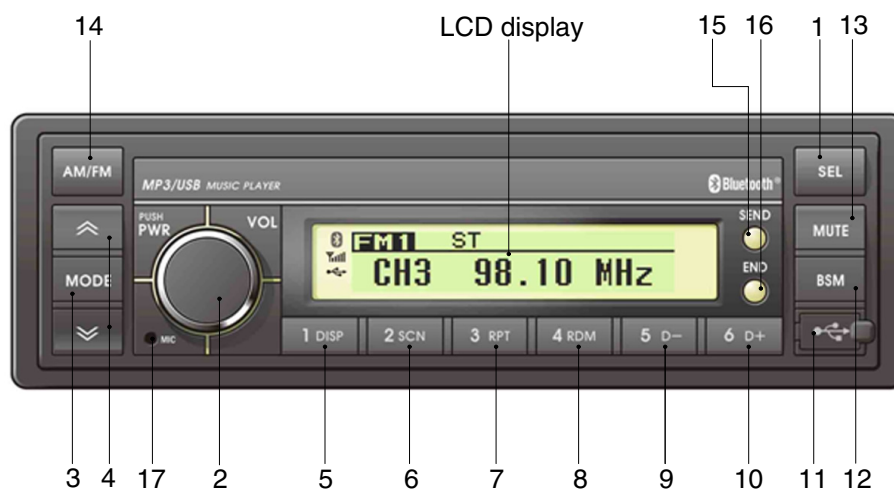 14 LCD display 15 16 1 13
AM/FM
MP3/USB MUSIC PLAYER
Bluetooth®
SEL
PUSH
PWR
VOL
MODE
MIC
FM1 ST
CH3 98.10 MHz
SEND
END
MUTE
BSM
1 DISP 2 SCN 3 RPT 4 RDM 5 D− 6 D+
3 4 17 2 5 6 7 8 9 10 11 12